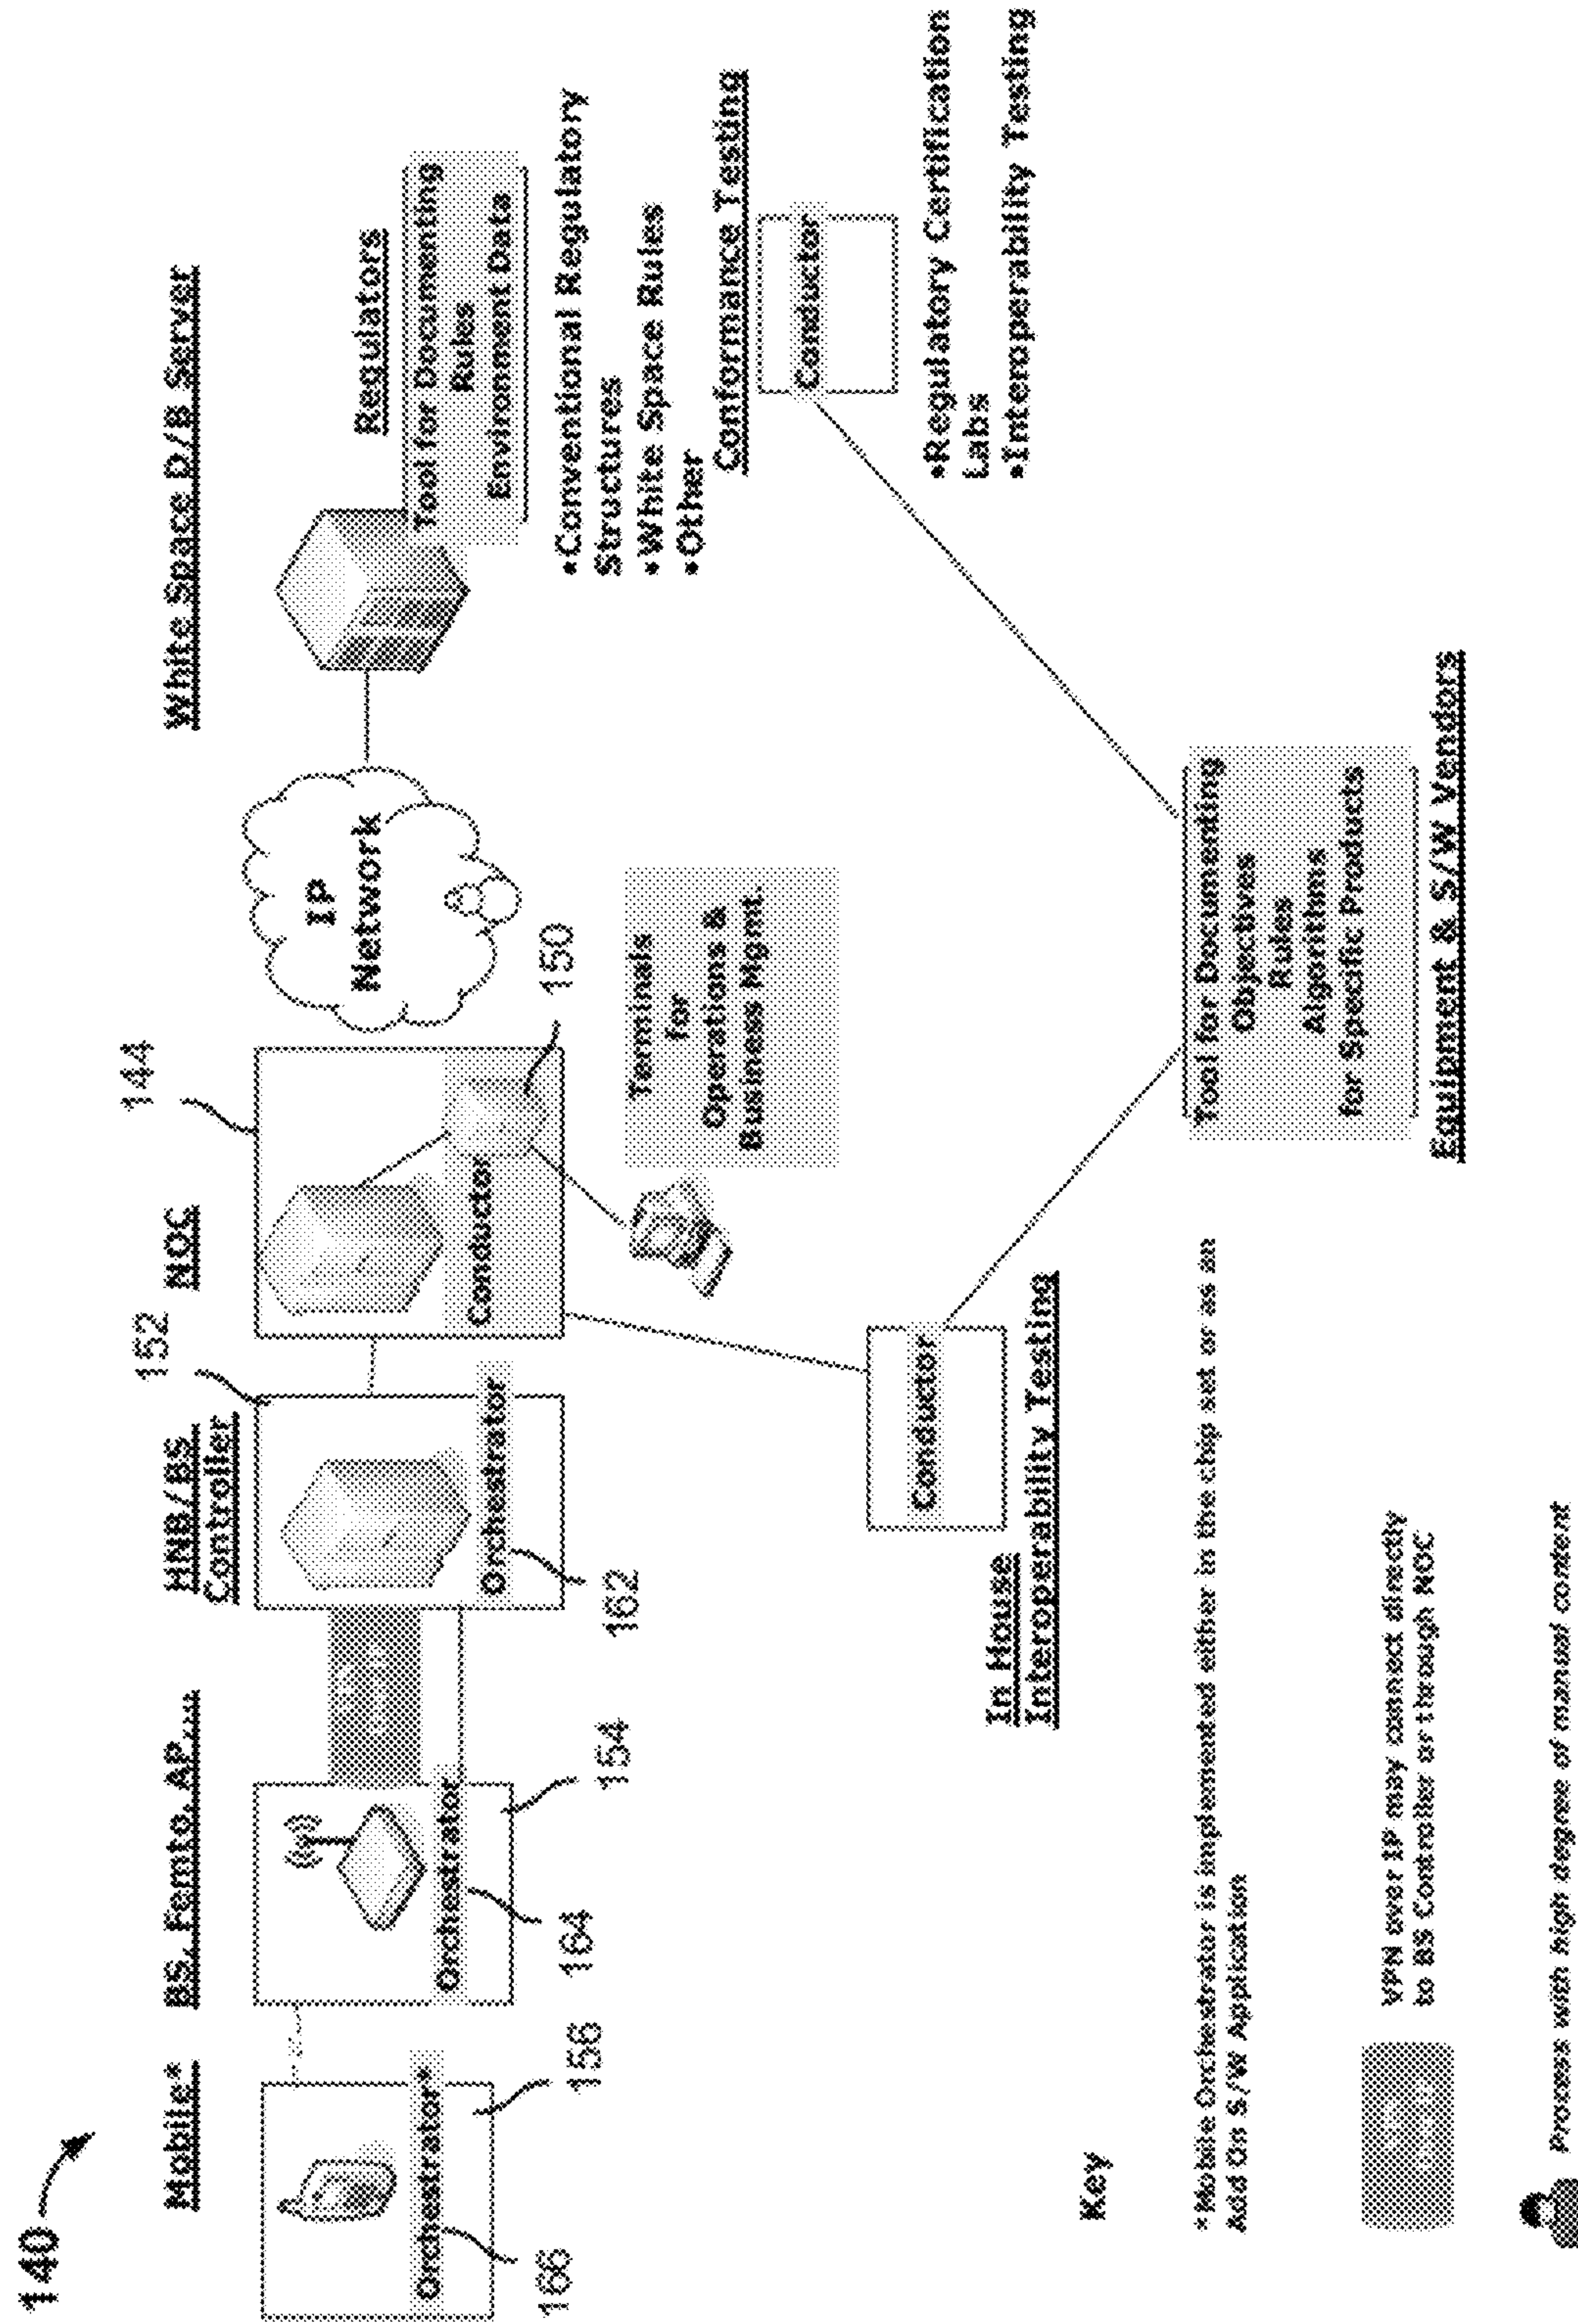 140
Mobile*
BS, Femto, AP,...
HNB/BS
Controller
NOC
White Space D/B Server
152
144
IP
Network
Regulators
Tool for Documenting
Rules
Environment Data
Orchestrator*
Orchestrator
Orchestrator
Conductor
166
156
164
154
162
150
Terminals
for
Operations &
Business Mgmt.
•Conventional Regulatory
Structures
•White Space Rules
•Other
Conformance Testing
Conductor
•Regulatory Certification
Labs
•Interoperability Testing
Conductor
In House
Interoperability Testing
Tool for Documenting
Objectives
Rules
Algorithms
for Specific Products
Equipment & S/W Vendors
Key
*Mobile Orchestrator is implemented either in the chip set or as an
Add On S/W Application
VPN over IP may connect directly
to BS Controller or through NOC
Process with high degree of manual content